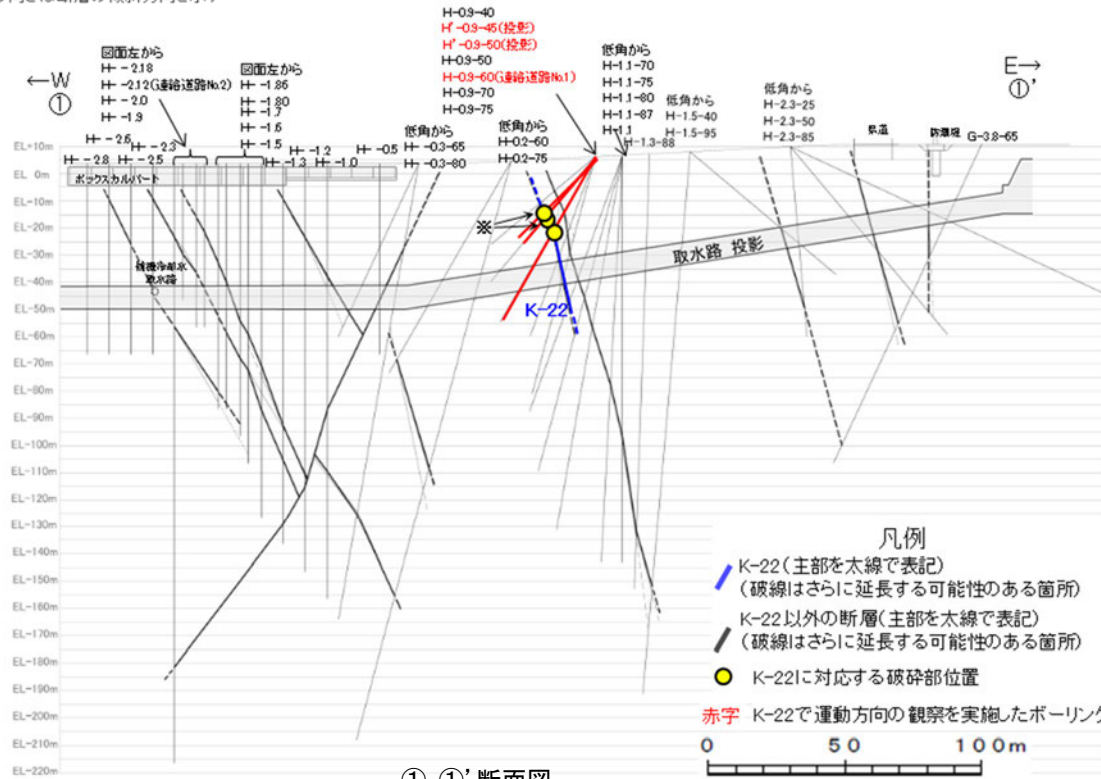 H-0.9-40
H'-0.9-45(投影)
H'-0.9-50(投影)
H-0.9-50
H-0.9-60(連絡道路No.1)
H-0.9-70
H-0.9-75
←W
①
E→
①'
図面左から
H- -2.18
H- -2.12(連絡道路No.2)
H- -2.0
H- -1.9
図面左から
H- -1.85
H- -1.80
H- -1.7
H- -1.6
H- -1.5
低角から
H-1.1-70
H-1.1-75
H-1.1-80
H-1.1-87
H-1.1
H-1.3-88
低角から
H-1.5-40
H-1.5-95
低角から
H-2.3-25
H-2.3-50
H-2.3-85
県道
防潮堤
G-3.8-65
低角から
H- -0.3-65
H- -0.3-80
低角から
H-0.2-60
H-0.2-75
H- -2.6
H- -2.3
H- -2.8
H- -2.5
H- -1.3
H- -1.2
H- -1.0
H- -0.5
ボックスカルバート
補機冷却水
取水路
※
取水路 投影
K-22
EL+10m
EL 0m
EL-10m
EL-20m
EL-30m
EL-40m
EL-50m
EL-60m
EL-70m
EL-80m
EL-90m
EL-100m
EL-110m
EL-120m
EL-130m
EL-140m
EL-150m
EL-160m
EL-170m
EL-180m
EL-190m
EL-200m
EL-210m
EL-220m
凡例
K-22(主部を太線で表記)
(破線はさらに延長する可能性のある箇所)
K-22以外の断層(主部を太線で表記)
(破線はさらに延長する可能性のある箇所)
K-22に対応する破砕部位置
赤字 K-22で運動方向の観察を実施したボーリング
0 50 100m
①-①'断面図